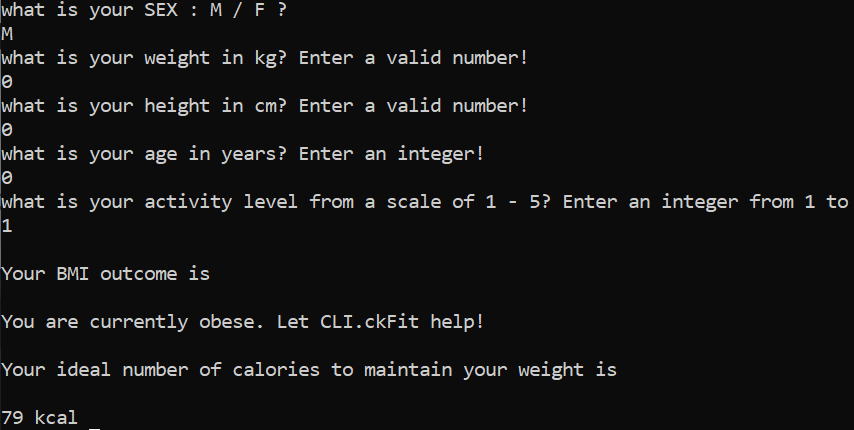 what is your SEX : M / F ?
M
what is your weight in kg? Enter a valid number!
0
what is your height in cm? Enter a valid number!
0
what is your age in years? Enter an integer!
0
what is your activity level from a scale of 1 - 5? Enter an integer from 1 to
1
Your BMI outcome is
You are currently obese. Let CLI.ckFit help!
Your ideal number of calories to maintain your weight is
79 kcal